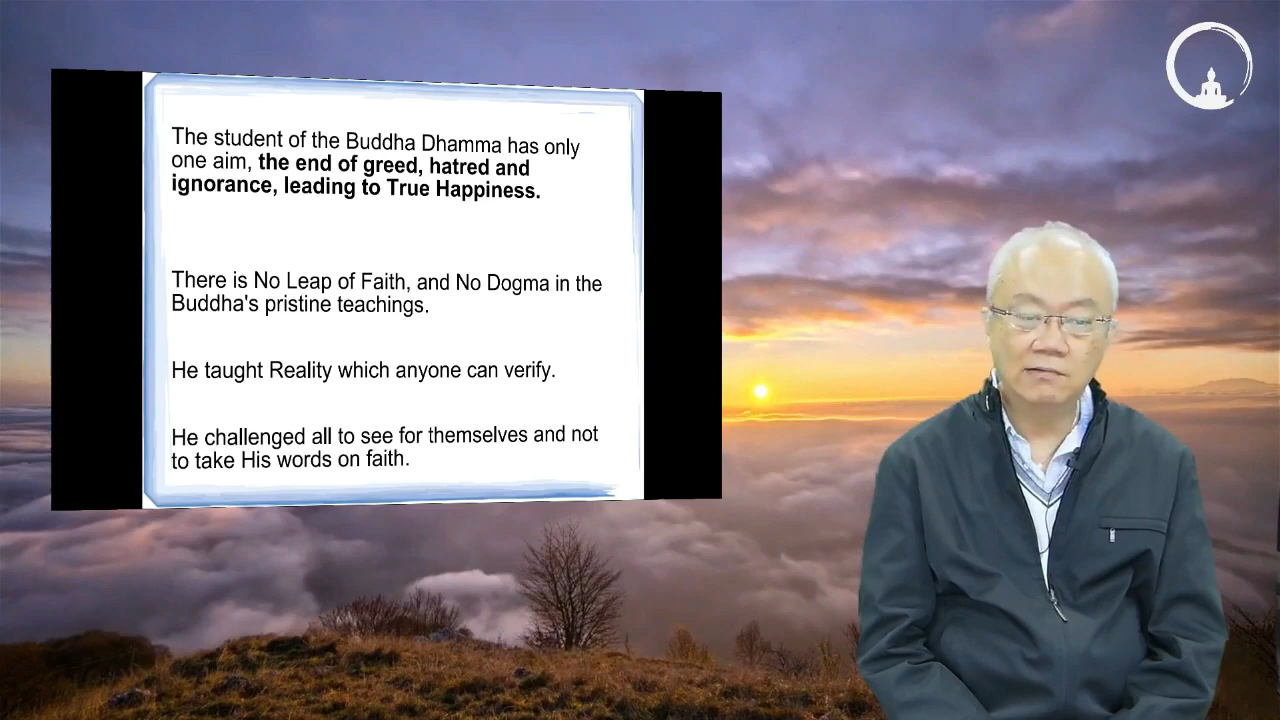 The student of the Buddha Dhamma has only
one aim, the end of greed, hatred and
ignorance, leading to True Happiness.
There is No Leap of Faith, and No Dogma in the
Buddha's pristine teachings.
He taught Reality which anyone can verify.
He challenged all to see for themselves and not
to take His words on faith.